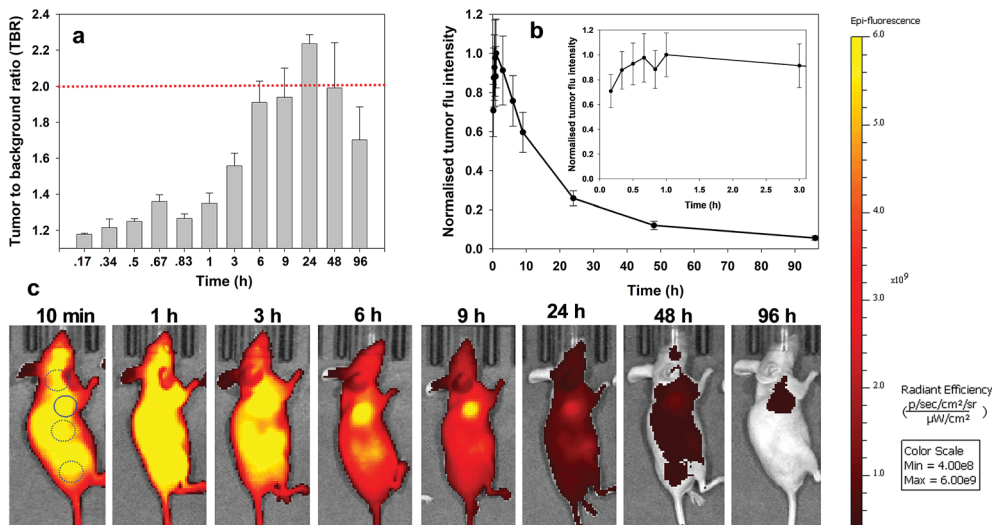 a
Tumor to background ratio (TBR)
2.4
2.2
2.0
1.8
1.6
1.4
1.2
.17 .34 .5 .67 .83 1 3 6 9 24 48 96
Time (h)
b
Normalised tumor flu intensity
1.4
1.2
1.0
0.8
0.6
0.4
0.2
0.0
0 10 20 30 40 50 60 70 80 90
Time (h)
Normalised tumor flu intensity
1.2
1.0
0.8
0.6
0.4
0.2
0.0
0.0 0.5 1.0 1.5 2.0 2.5 3.0
Time (h)
c
10 min 1 h 3 h 6 h 9 h 24 h 48 h 96 h
Epi-fluorescence
6.0
5.0
4.0
x10⁹
3.0
2.0
1.0
Radiant Efficiency
(p/sec/cm²/sr
µW/cm²)
Color Scale
Min = 4.00e8
Max = 6.00e9